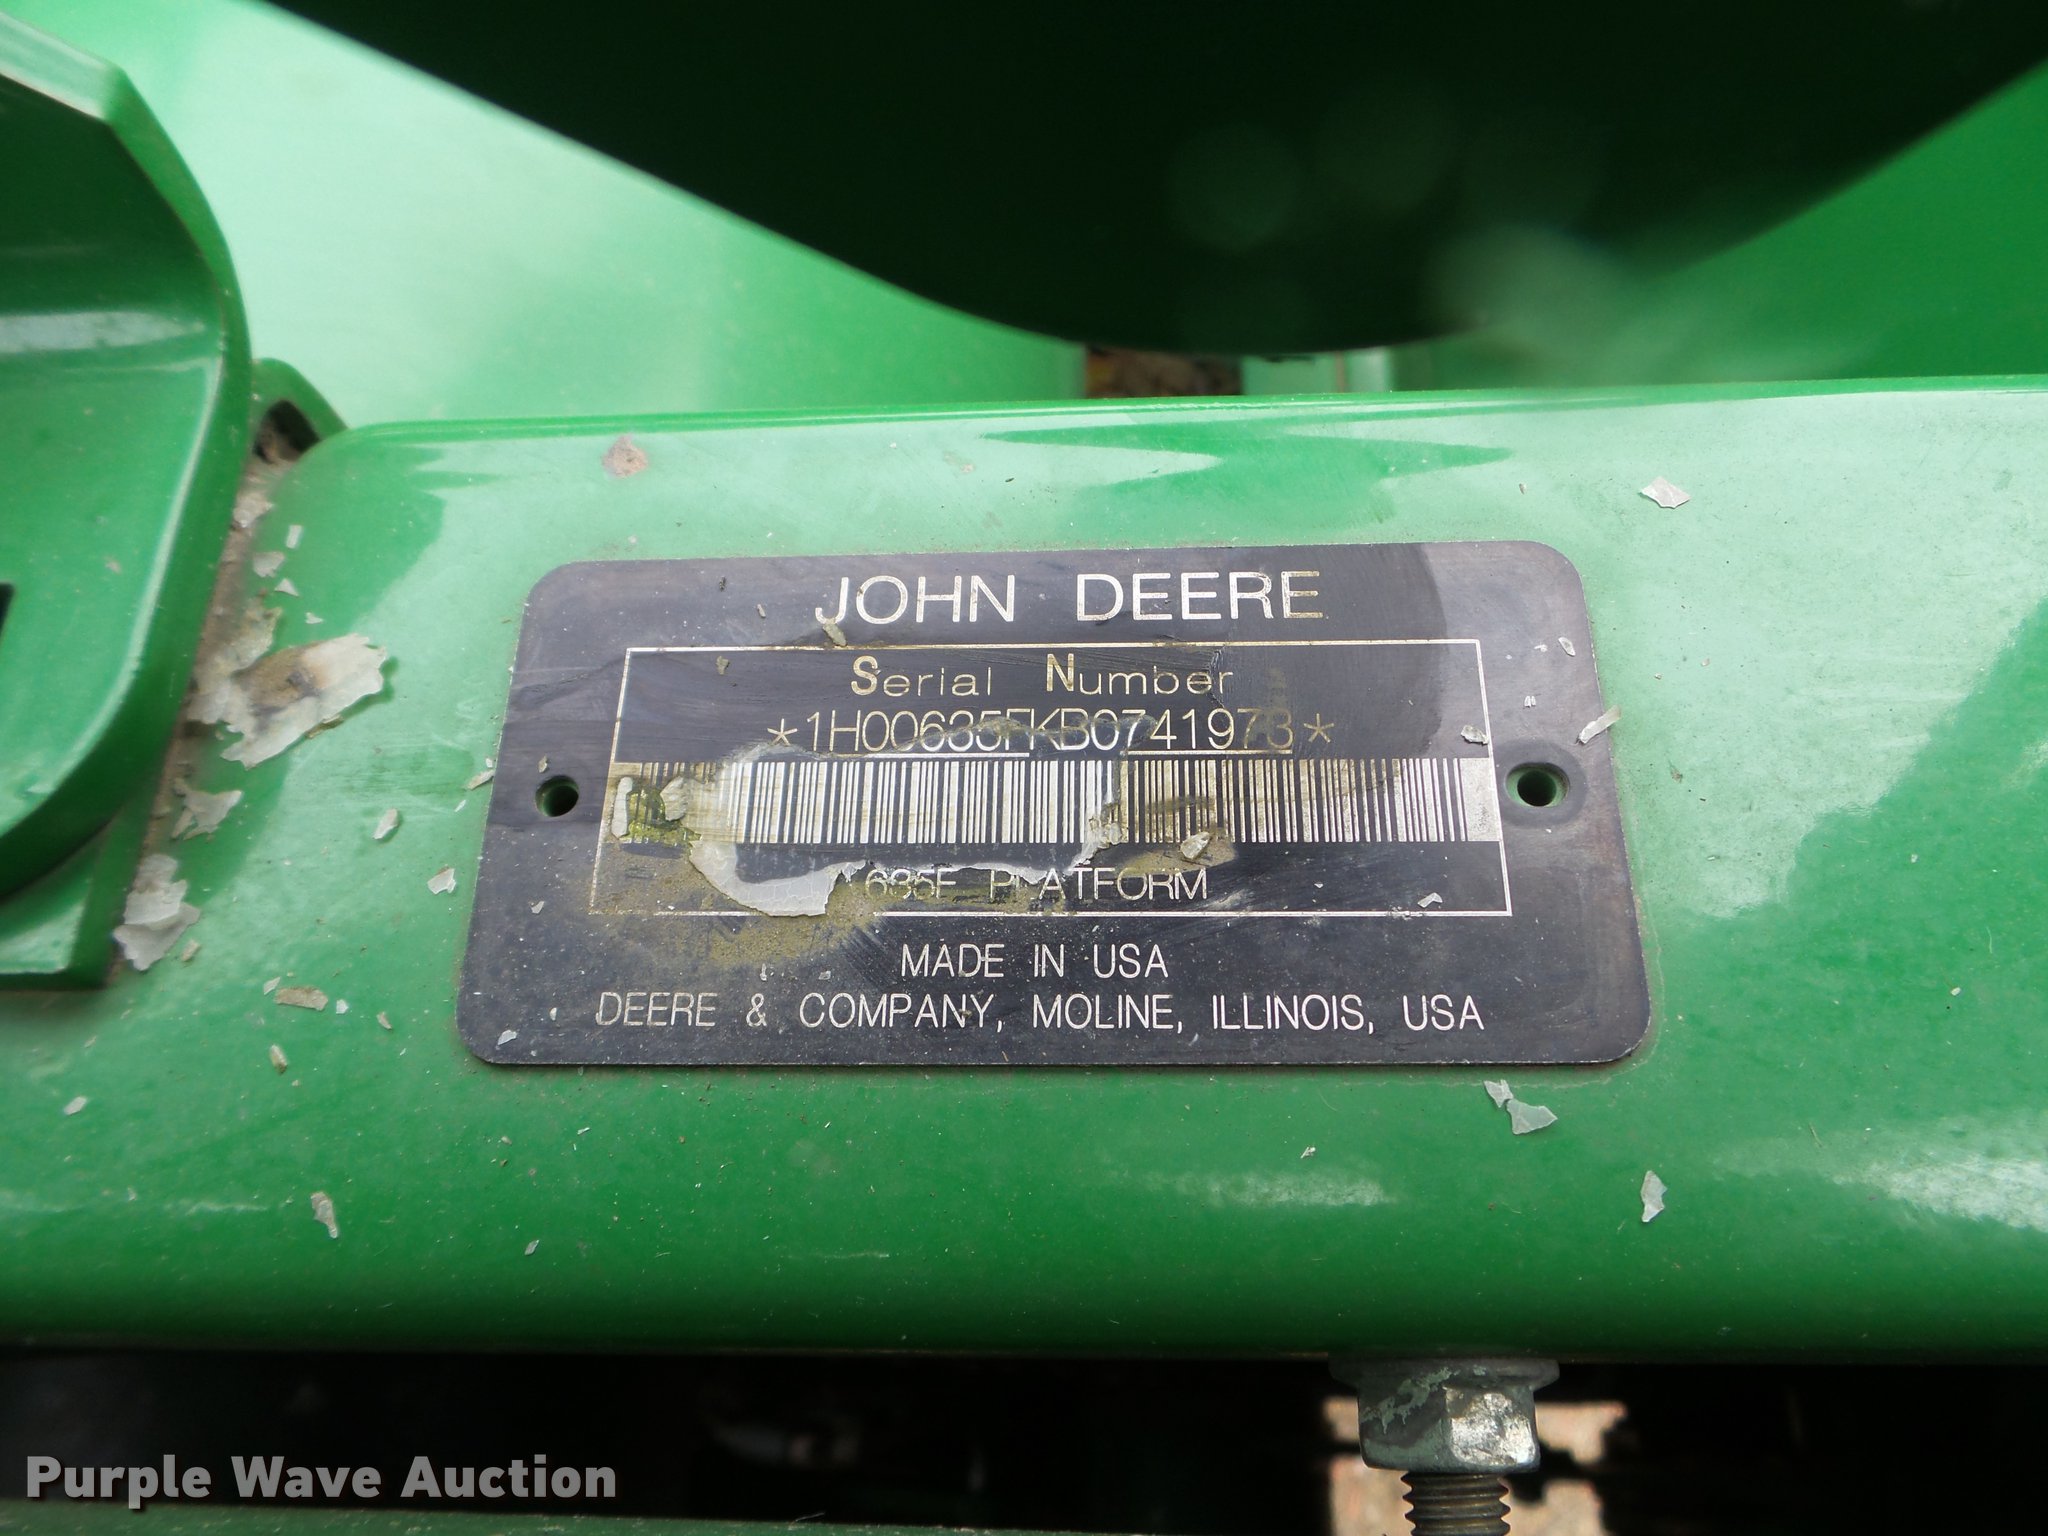 JOHN DEERE
Serial Number
*1H00635FKB0741973*
635F PLATFORM
MADE IN USA
DEERE & COMPANY, MOLINE, ILLINOIS, USA
Purple Wave Auction